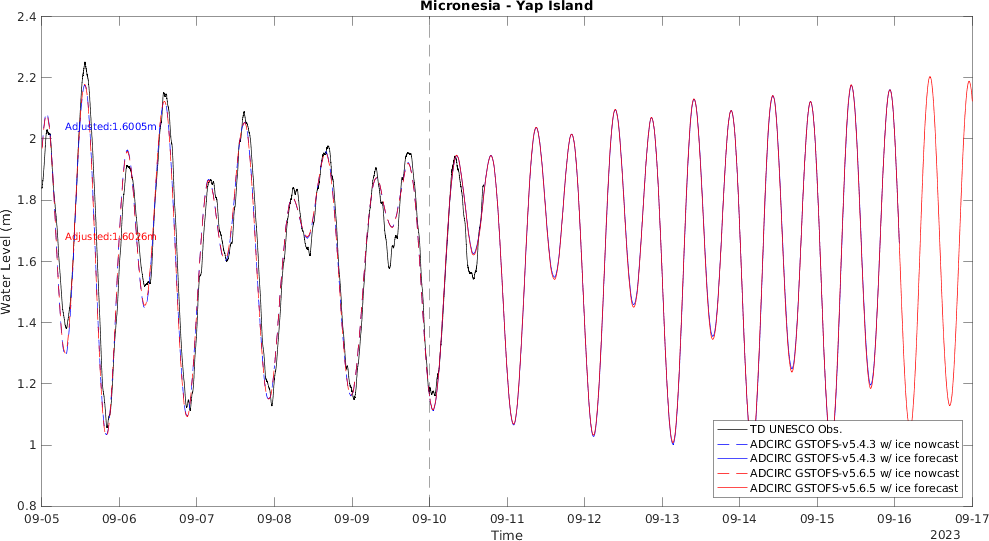 Micronesia - Yap Island
2.4
2.2
2
1.8
1.6
1.4
1.2
1
0.8
Water Level (m)
Adjusted:1.6005m
Adjusted:1.6026m
TD UNESCO Obs.
ADCIRC GSTOFS-v5.4.3 w/ ice nowcast
ADCIRC GSTOFS-v5.4.3 w/ ice forecast
ADCIRC GSTOFS-v5.6.5 w/ ice nowcast
ADCIRC GSTOFS-v5.6.5 w/ ice forecast
09-05 09-06 09-07 09-08 09-09 09-10 09-11 09-12 09-13 09-14 09-15 09-16 09-17
Time
2023